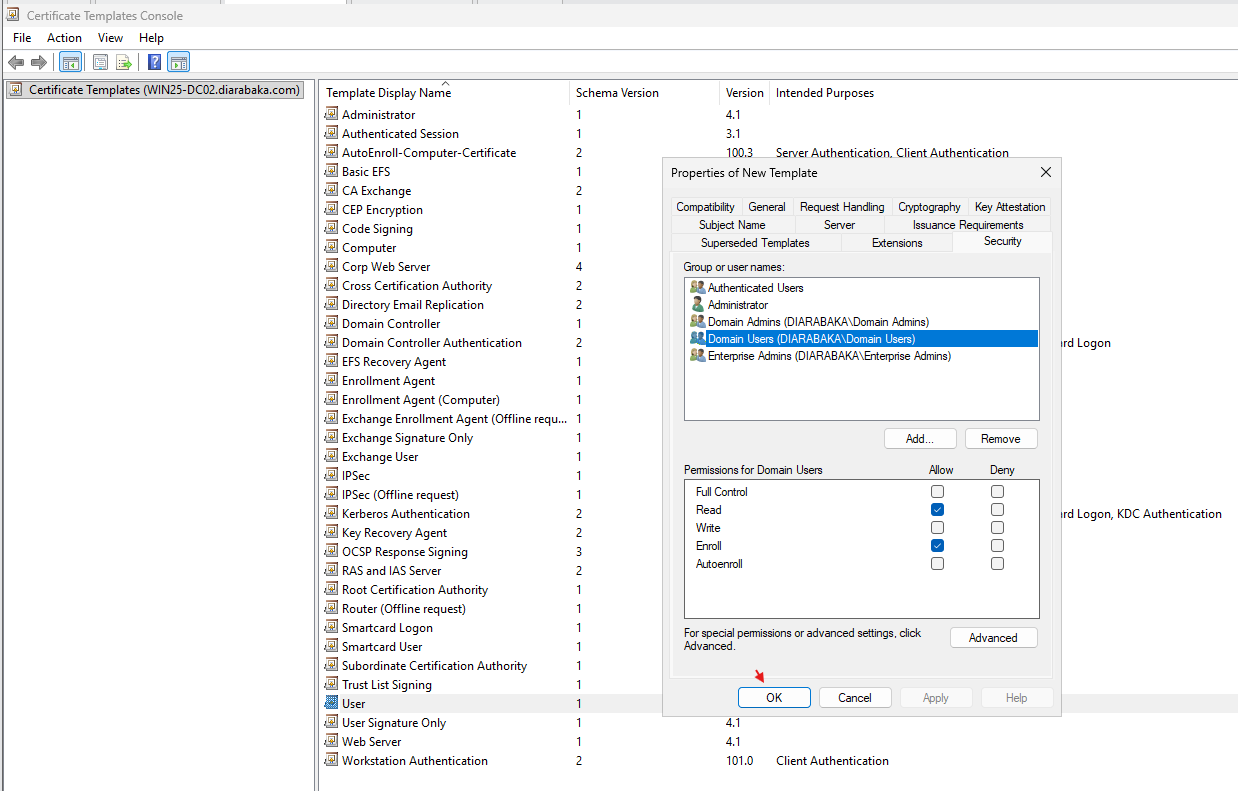 Certificate Templates Console
File Action View Help
Certificate Templates (WIN25-DC02.diarabaka.com)
Template Display Name Schema Version Version Intended Purposes
Administrator 1 4.1
Authenticated Session 1 3.1
AutoEnroll-Computer-Certificate 2 100.3 Server Authentication, Client Authentication
Basic EFS 1
CA Exchange 2
CEP Encryption 1
Code Signing 1
Computer 1
Corp Web Server 4
Cross Certification Authority 2
Directory Email Replication 2
Domain Controller 1
Domain Controller Authentication 2 rd Logon
EFS Recovery Agent 1
Enrollment Agent 1
Enrollment Agent (Computer) 1
Exchange Enrollment Agent (Offline requ... 1
Exchange Signature Only 1
Exchange User 1
IPSec 1
IPSec (Offline request) 1
Kerberos Authentication 2 rd Logon, KDC Authentication
Key Recovery Agent 2
OCSP Response Signing 3
RAS and IAS Server 2
Root Certification Authority 1
Router (Offline request) 1
Smartcard Logon 1
Smartcard User 1
Subordinate Certification Authority 1
Trust List Signing 1
User 1
User Signature Only 1 4.1
Web Server 1 4.1
Workstation Authentication 2 101.0 Client Authentication
Properties of New Template
Compatibility General Request Handling Cryptography Key Attestation
Subject Name Server Issuance Requirements
Superseded Templates Extensions Security
Group or user names:
Authenticated Users
Administrator
Domain Admins (DIARABAKA\Domain Admins)
Domain Users (DIARABAKA\Domain Users)
Enterprise Admins (DIARABAKA\Enterprise Admins)
Add... Remove
Permissions for Domain Users Allow Deny
Full Control
Read
Write
Enroll
Autoenroll
For special permissions or advanced settings, click
Advanced.
Advanced
OK Cancel Apply Help